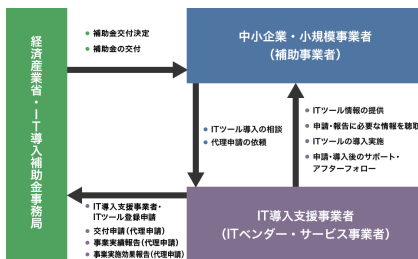 経済産業省・IT導入補助金事務局
● 補助金交付決定
● 補助金の交付
中小企業・小規模事業者
(補助事業者)
● ITツール導入の相談
● 代理申請の依頼
● ITツール情報の提供
● 申請・報告に必要な情報を聴取
● ITツールの導入実施
● 申請・導入後のサポート・
アフターフォロー
● IT導入支援事業者・
ITツール登録申請
● 交付申請(代理申請)
● 事業実績報告(代理申請)
● 事業実施効果報告(代理申請)
IT導入支援事業者
(ITベンダー・サービス事業者)